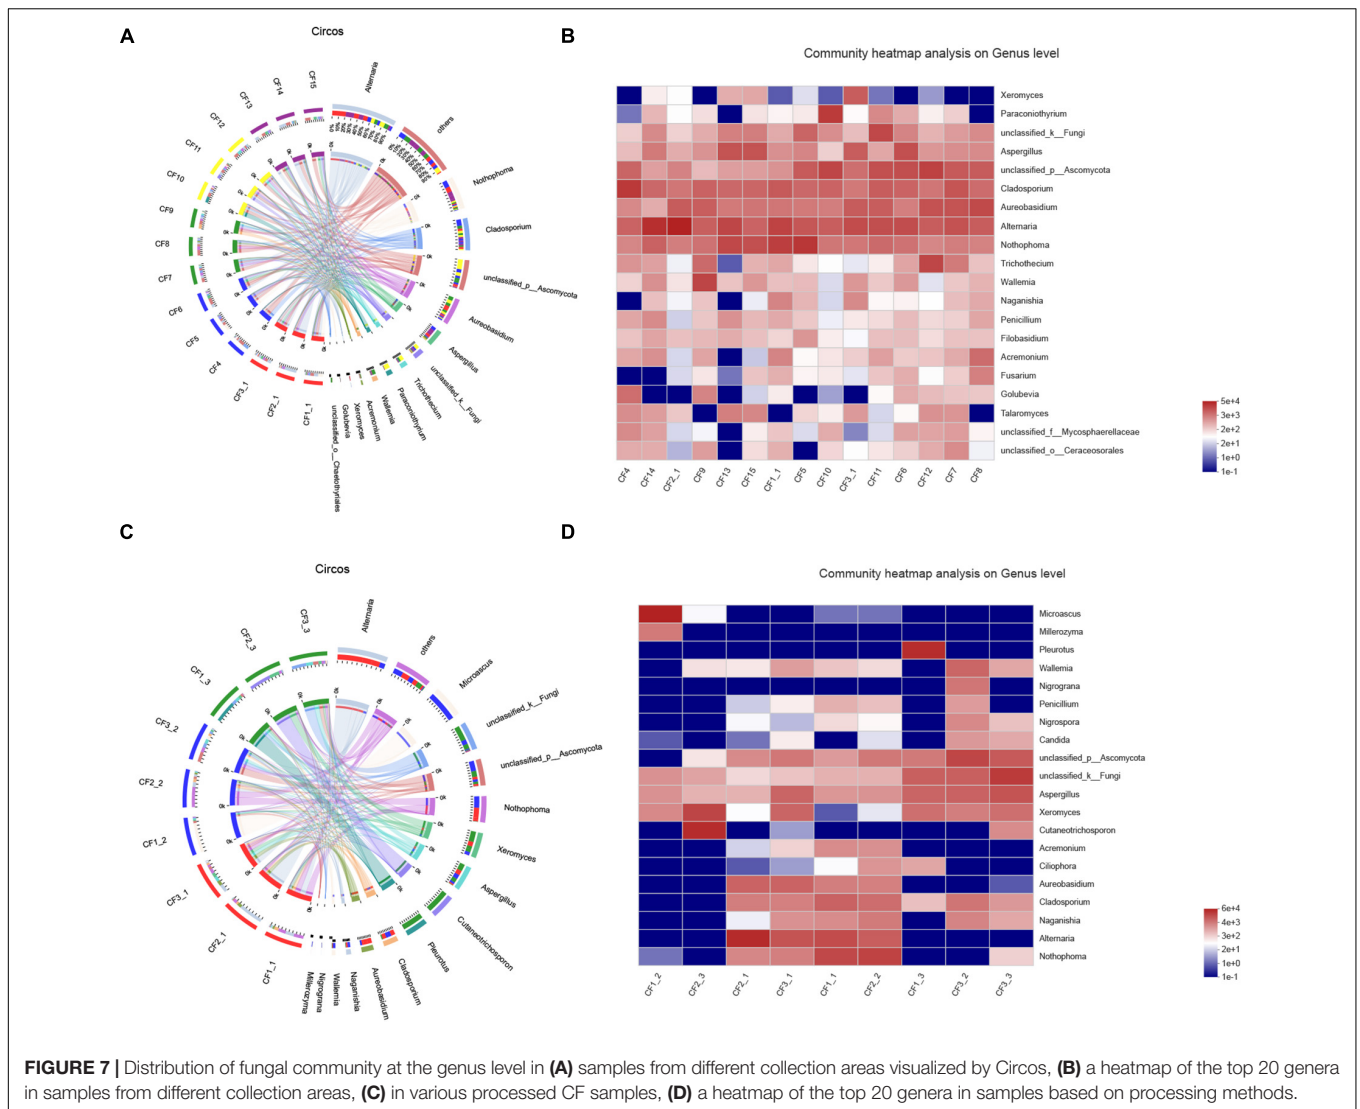 A
Circos
CF15
CF14
CF13
CF12
CF11
CF10
CF9
CF8
CF7
CF6
CF5
CF4
CF3_1
CF2_1
CF1_1
Alternaria
others
Nothophoma
Cladosporium
unclassified_p__Ascomycota
Aureobasidium
Aspergillus
unclassified_k__Fungi
Trichothecium
Paraconiothyrium
Wallemia
Acremonium
Xeromyces
Golubevia
unclassified_o__Chaetothyriales
B
Community heatmap analysis on Genus level
Xeromyces
Paraconiothyrium
unclassified_k__Fungi
Aspergillus
unclassified_p__Ascomycota
Cladosporium
Aureobasidium
Alternaria
Nothophoma
Trichothecium
Wallemia
Naganishia
Penicillium
Filobasidium
Acremonium
Fusarium
Golubevia
Talaromyces
unclassified_f__Mycosphaerellaceae
unclassified_o__Ceraceosorales
CF4 CF14 CF2_1 CF9 CF13 CF15 CF1_1 CF5 CF10 CF3_1 CF11 CF6 CF12 CF7 CF8
5e+4
3e+3
2e+2
2e+1
1e+0
1e-1
C
Circos
CF3_3
CF2_3
CF1_3
CF3_2
CF2_2
CF1_2
CF3_1
CF2_1
CF1_1
Alternaria
others
Microascus
unclassified_k__Fungi
unclassified_p__Ascomycota
Nothophoma
Xeromyces
Aspergillus
Cutaneotrichosporon
Pleurotus
Cladosporium
Aureobasidium
Naganishia
Wallemia
Nigrograna
Millerozyma
D
Community heatmap analysis on Genus level
Microascus
Millerozyma
Pleurotus
Wallemia
Nigrograna
Penicillium
Nigrospora
Candida
unclassified_p__Ascomycota
unclassified_k__Fungi
Aspergillus
Xeromyces
Cutaneotrichosporon
Acremonium
Ciliophora
Aureobasidium
Cladosporium
Naganishia
Alternaria
Nothophoma
CF1_2 CF2_3 CF2_1 CF3_1 CF1_1 CF2_2 CF1_3 CF3_2 CF3_3
6e+4
4e+3
3e+2
2e+1
1e+0
1e-1
FIGURE 7 | Distribution of fungal community at the genus level in (A) samples from different collection areas visualized by Circos, (B) a heatmap of the top 20 genera
in samples from different collection areas, (C) in various processed CF samples, (D) a heatmap of the top 20 genera in samples based on processing methods.